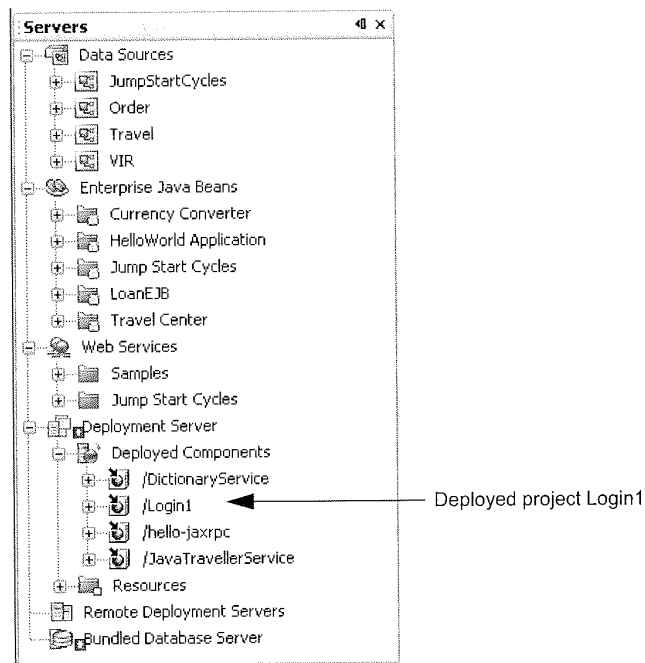 Servers
Data Sources
JumpStartCycles
Order
Travel
VIR
Enterprise Java Beans
Currency Converter
HelloWorld Application
Jump Start Cycles
LoanEJB
Travel Center
Web Services
Samples
Jump Start Cycles
Deployment Server
Deployed Components
/DictionaryService
/Login1
Deployed project Login1
/hello-jaxrpc
/JavaTravellerService
Resources
Remote Deployment Servers
Bundled Database Server